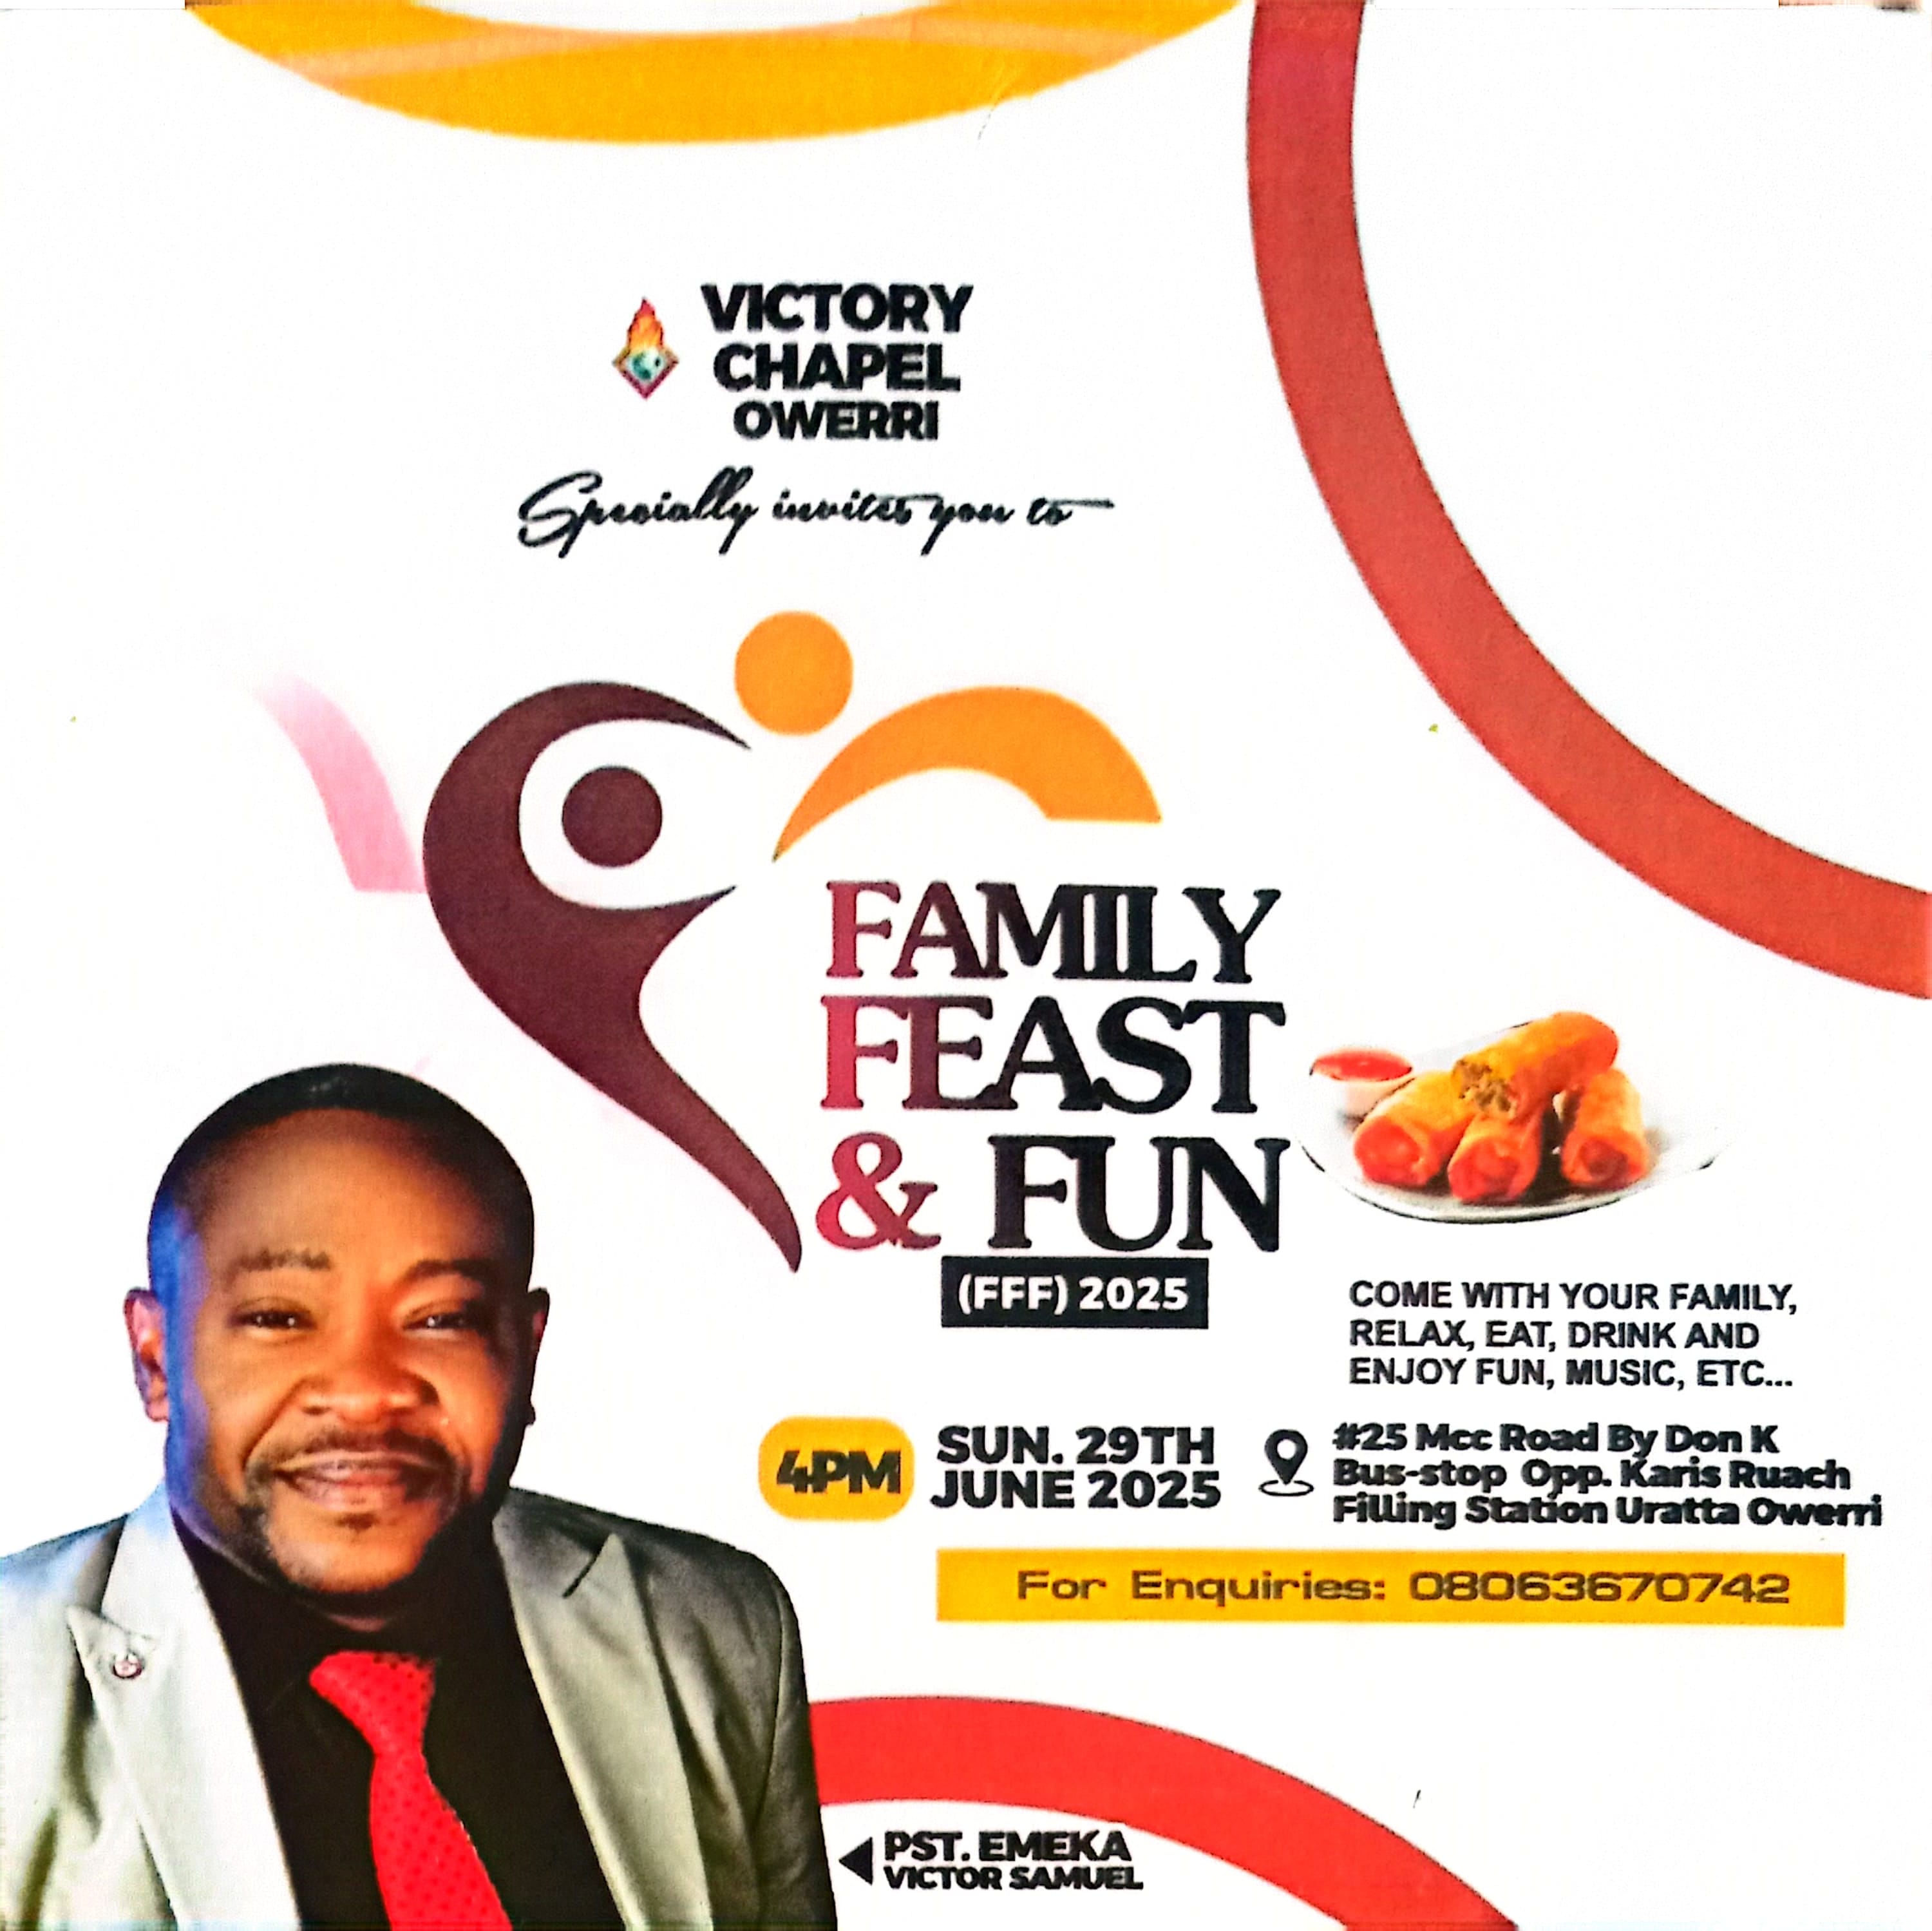 VICTORY
CHAPEL
OWERRI
Specially invites you to
FAMILY
FEAST
& FUN
(FFF) 2025
COME WITH YOUR FAMILY,
RELAX, EAT, DRINK AND
ENJOY FUN, MUSIC, ETC...
4PM
SUN. 29TH
JUNE 2025
#25 Mcc Road By Don K
Bus-stop Opp. Karis Ruach
Filling Station Uratta Owerri
For Enquiries: 08063670742
PST. EMEKA
VICTOR SAMUEL